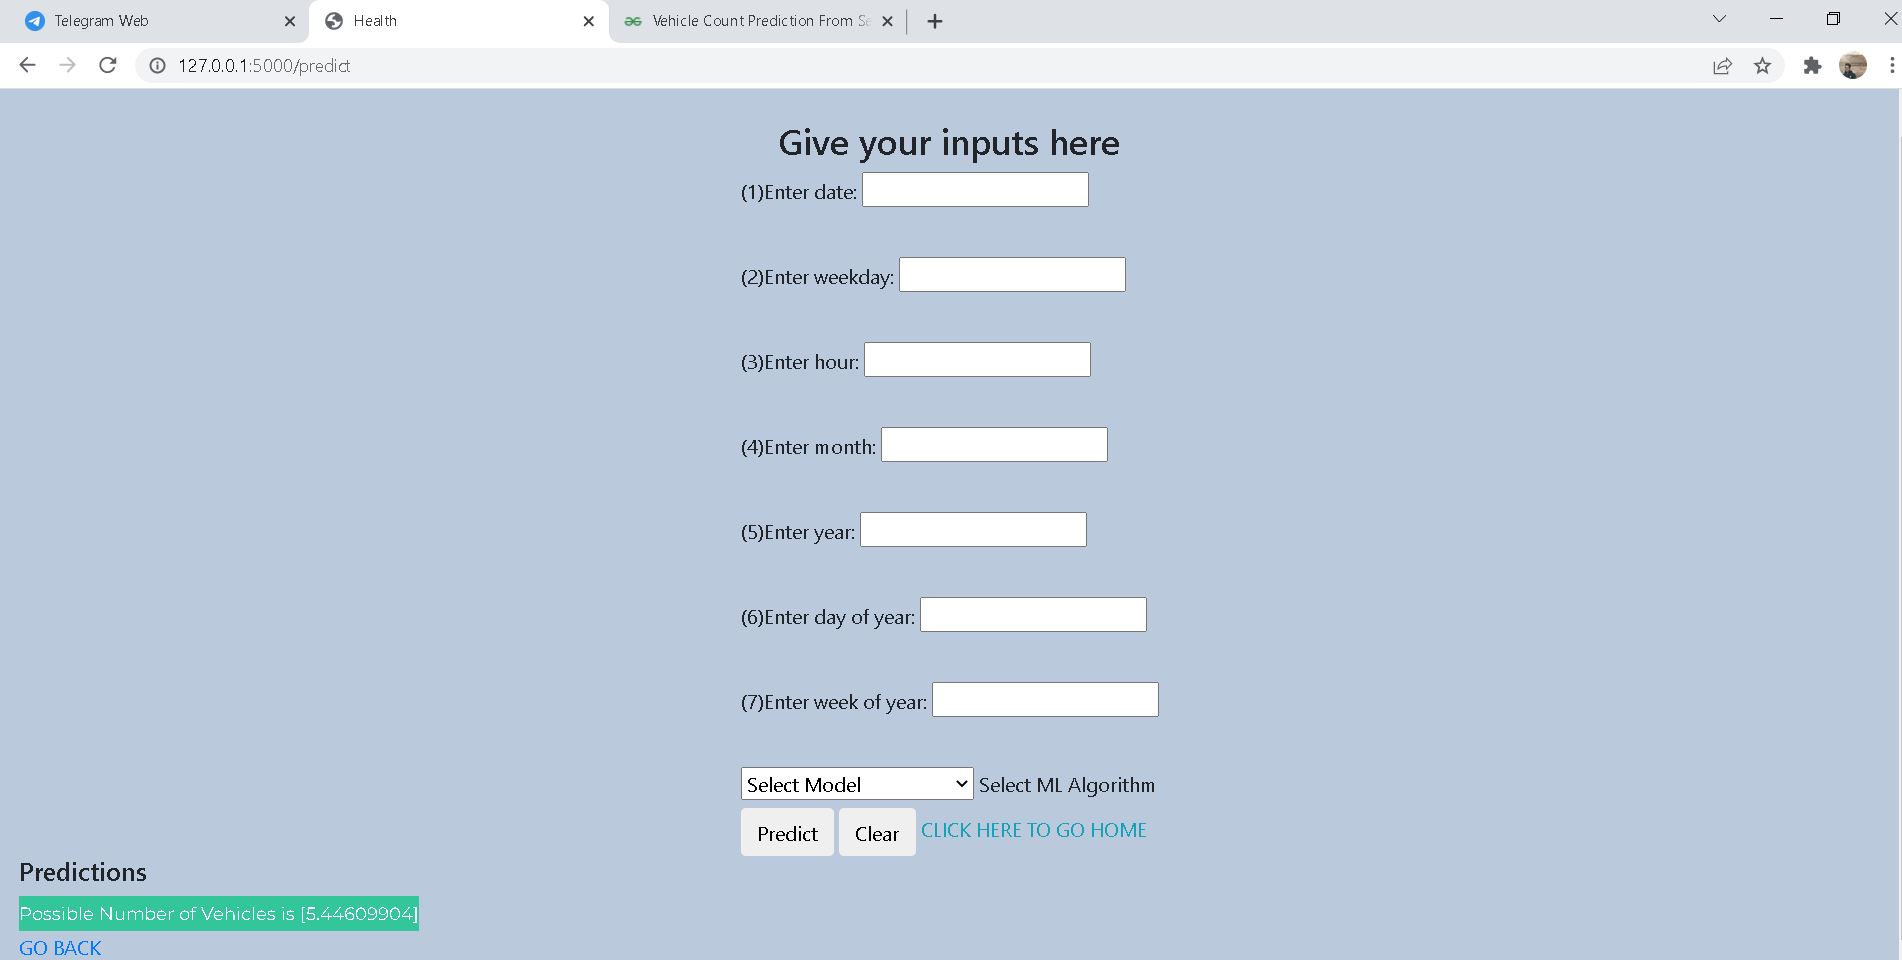 Telegram Web
Health
Vehicle Count Prediction From Se
127.0.0.1:5000/predict
Give your inputs here
(1)Enter date:
(2)Enter weekday:
(3)Enter hour:
(4)Enter month:
(5)Enter year:
(6)Enter day of year:
(7)Enter week of year:
Select Model Select ML Algorithm
Predict Clear CLICK HERE TO GO HOME
Predictions
Possible Number of Vehicles is [5.44609904]
GO BACK